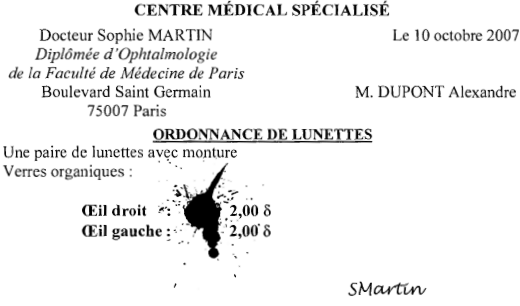 CENTRE MÉDICAL SPÉCIALISÉ
Docteur Sophie MARTIN
Le 10 octobre 2007
Diplômée d'Ophtalmologie
de la Faculté de Médecine de Paris
Boulevard Saint Germain
M. DUPONT Alexandre
75007 Paris
ORDONNANCE DE LUNETTES
Une paire de lunettes avec monture
Verres organiques :
Œil droit : 2,00 δ
Œil gauche : 2,00 δ
SMartin